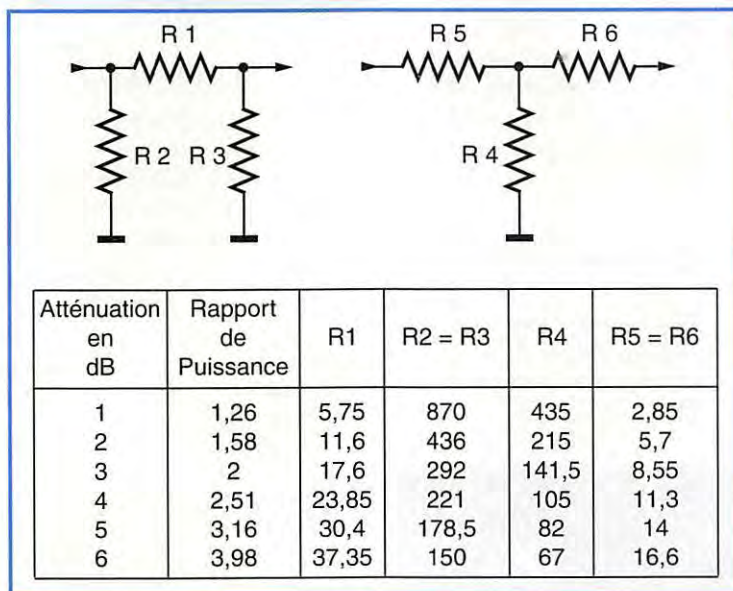 R 1
R 5 R 6
R 2 R 3 R 4
Atténuation en dB Rapport de Puissance R1 R2 = R3 R4 R5 = R6
1 1,26 5,75 870 435 2,85
2 1,58 11,6 436 215 5,7
3 2 17,6 292 141,5 8,55
4 2,51 23,85 221 105 11,3
5 3,16 30,4 178,5 82 14
6 3,98 37,35 150 67 16,6